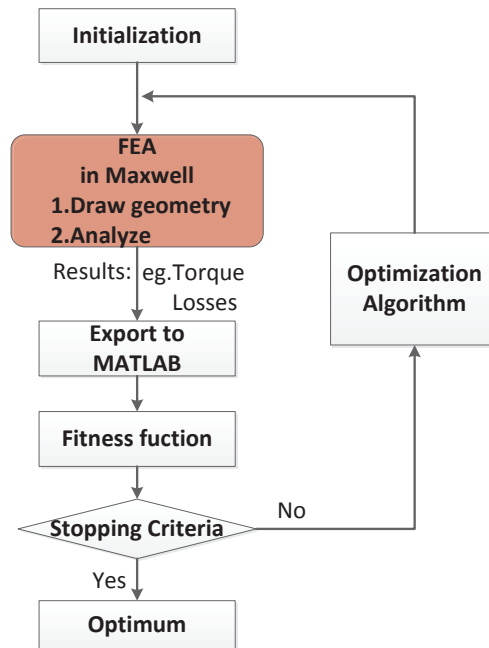 Initialization
FEA
in Maxwell
1.Draw geometry
2.Analyze
Results: eg.Torque
Losses
Optimization
Algorithm
Export to
MATLAB
Fitness fuction
Stopping Criteria
No
Yes
Optimum